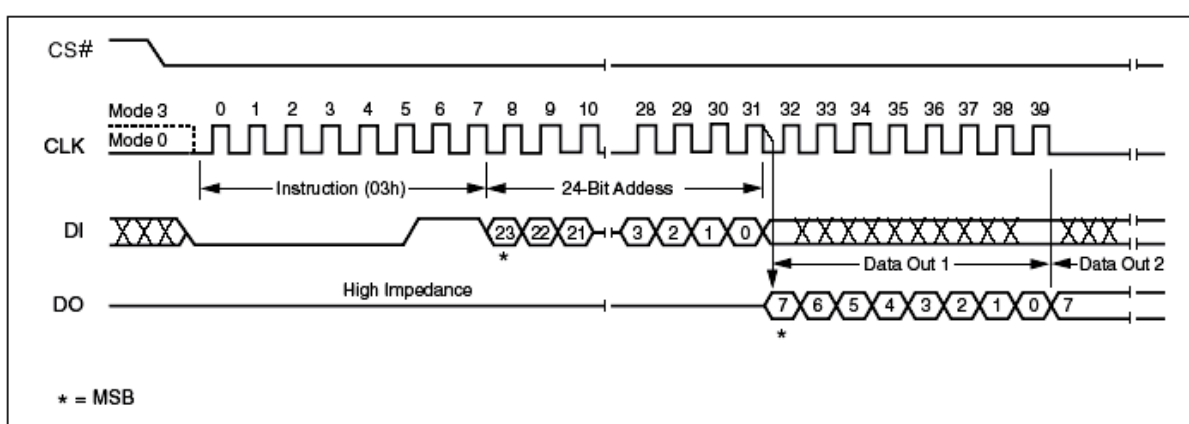 CS#
Mode 3 0 1 2 3 4 5 6 7 8 9 10 28 29 30 31 32 33 34 35 36 37 38 39
CLK Mode 0
Instruction (03h) 24-Bit Addess
DI 23 22 21 3 2 1 0
* Data Out 1 Data Out 2
High Impedance
DO 7 6 5 4 3 2 1 0 7
*
* = MSB